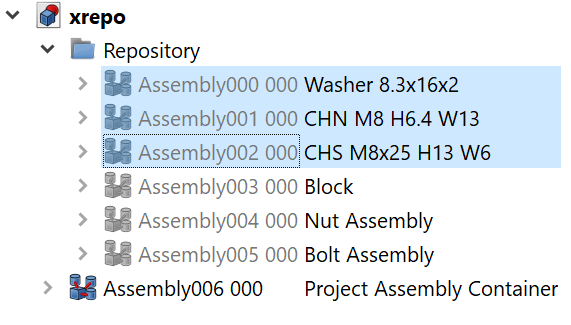 xrepo
Repository
Assembly000 000 Washer 8.3x16x2
Assembly001 000 CHN M8 H6.4 W13
Assembly002 000 CHS M8x25 H13 W6
Assembly003 000 Block
Assembly004 000 Nut Assembly
Assembly005 000 Bolt Assembly
Assembly006 000 Project Assembly Container